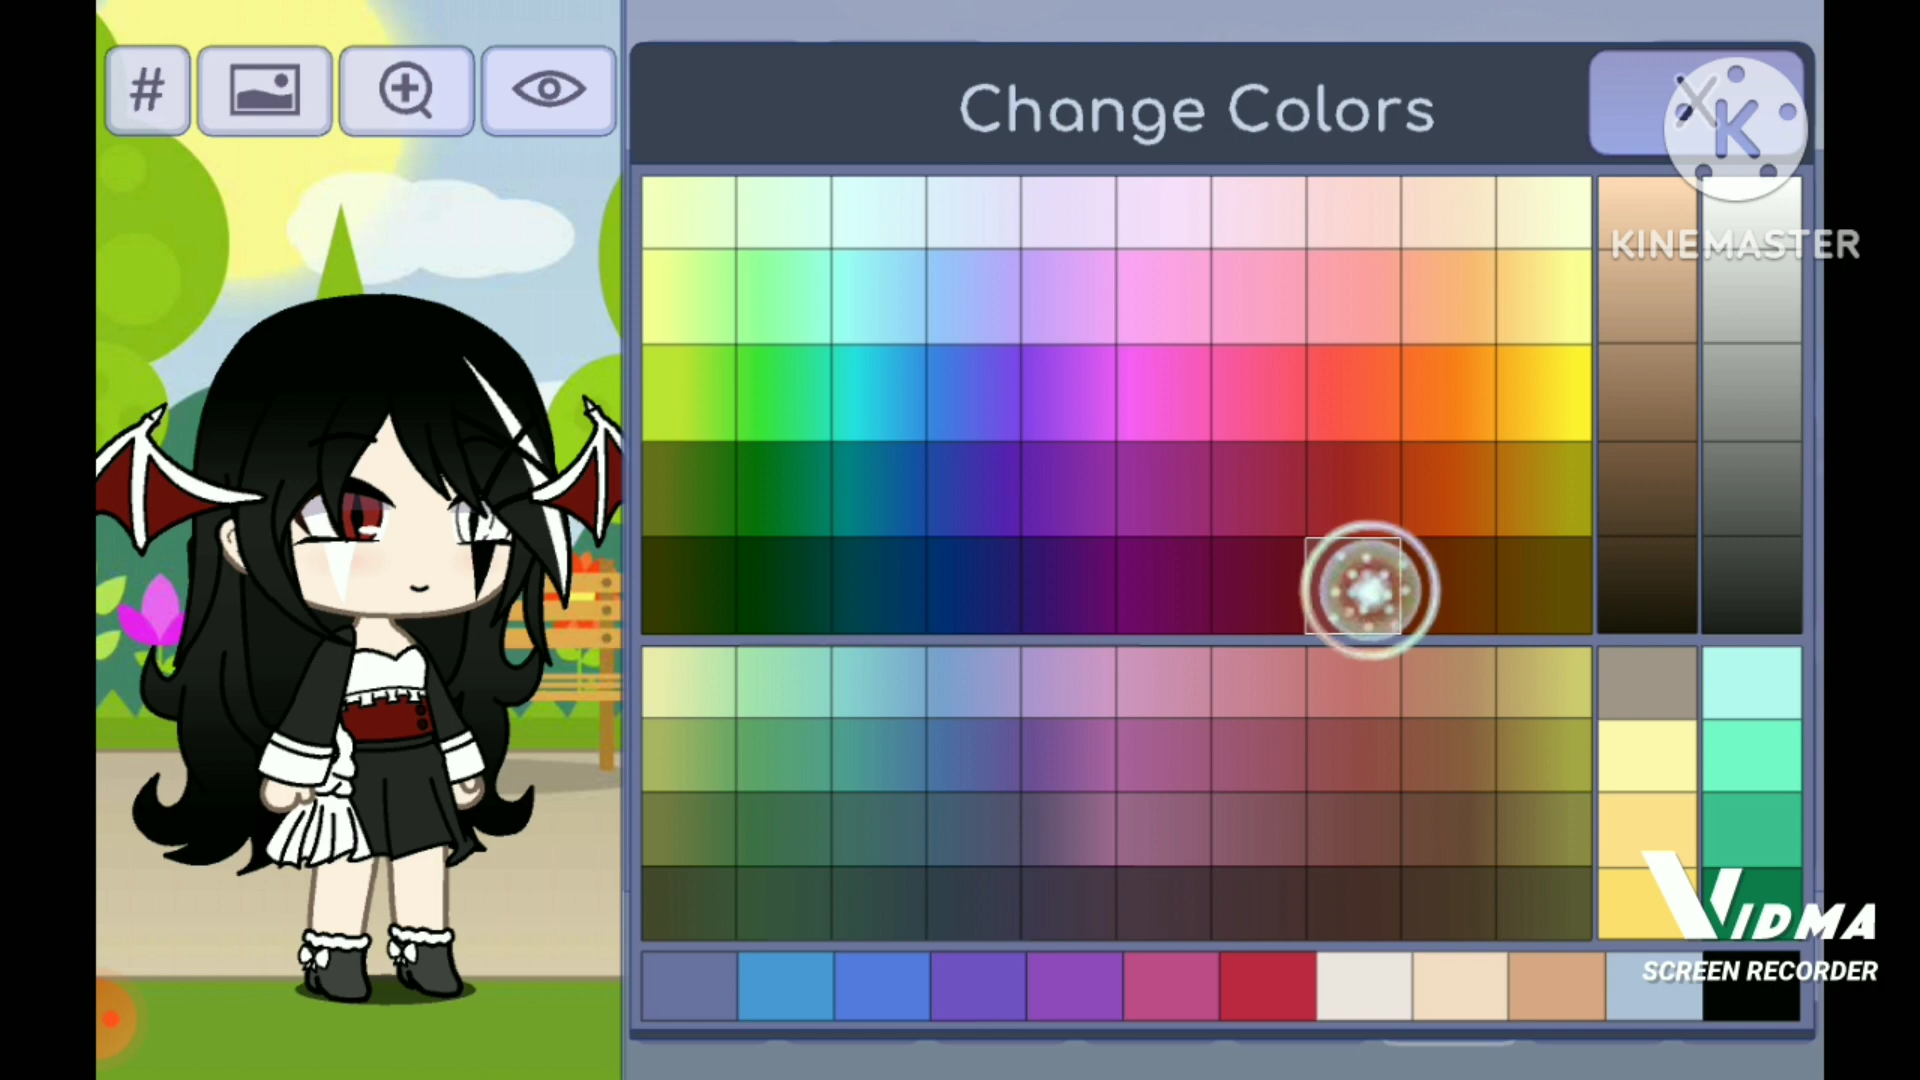 #
Change Colors
X
K
KINEMASTER
VIDMA
SCREEN RECORDER